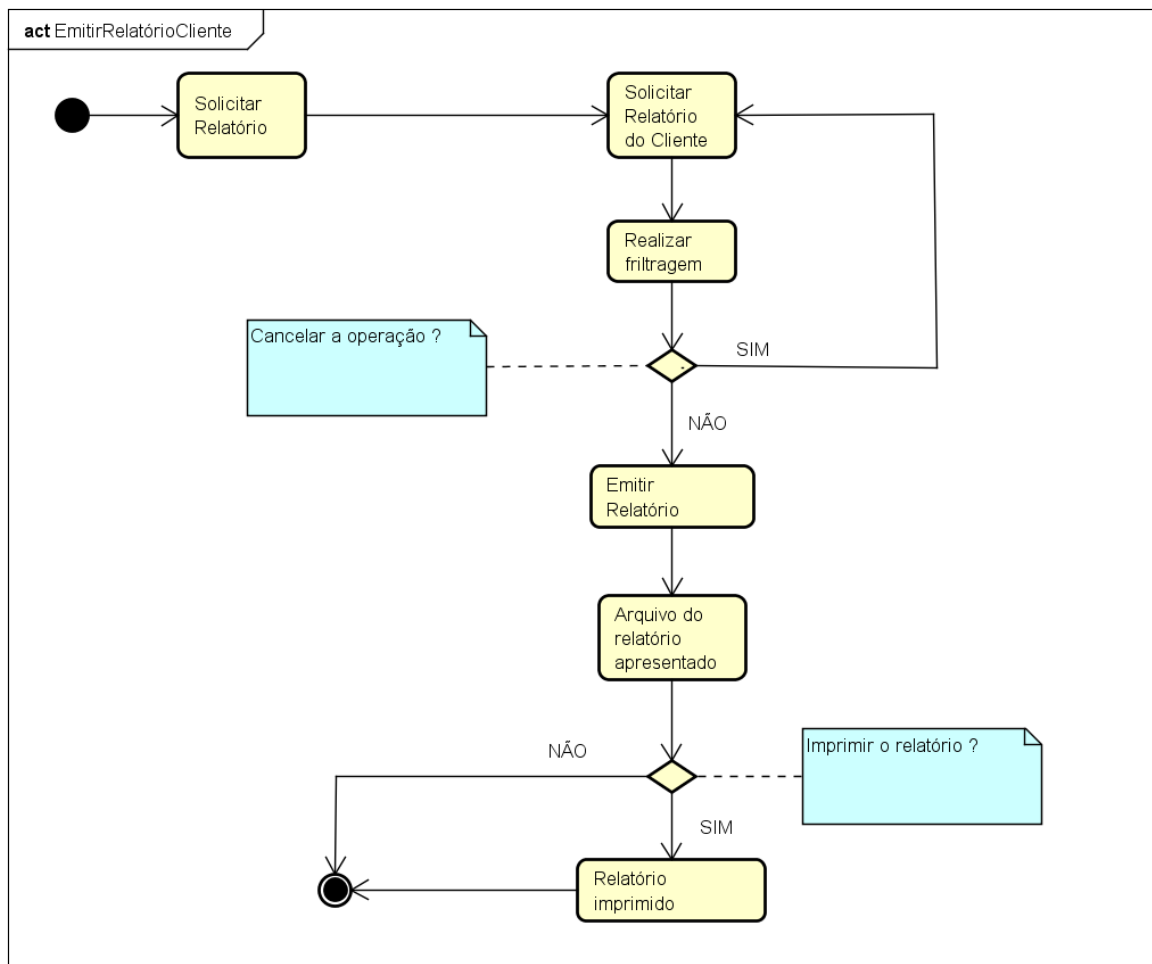 act EmitirRelatórioCliente
Solicitar
Relatório
Solicitar
Relatório
do Cliente
Realizar
friltragem
Cancelar a operação ?
SIM
NÃO
Emitir
Relatório
Arquivo do
relatório
apresentado
Imprimir o relatório ?
NÃO
SIM
Relatório
imprimido